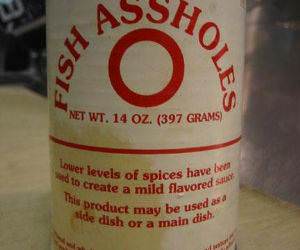 FISH ASSHOLES
NET WT. 14 OZ. (397 GRAMS)
Lower levels of spices have been
used to create a mild flavored sauce.
This product may be used as a
side dish or a main dish.